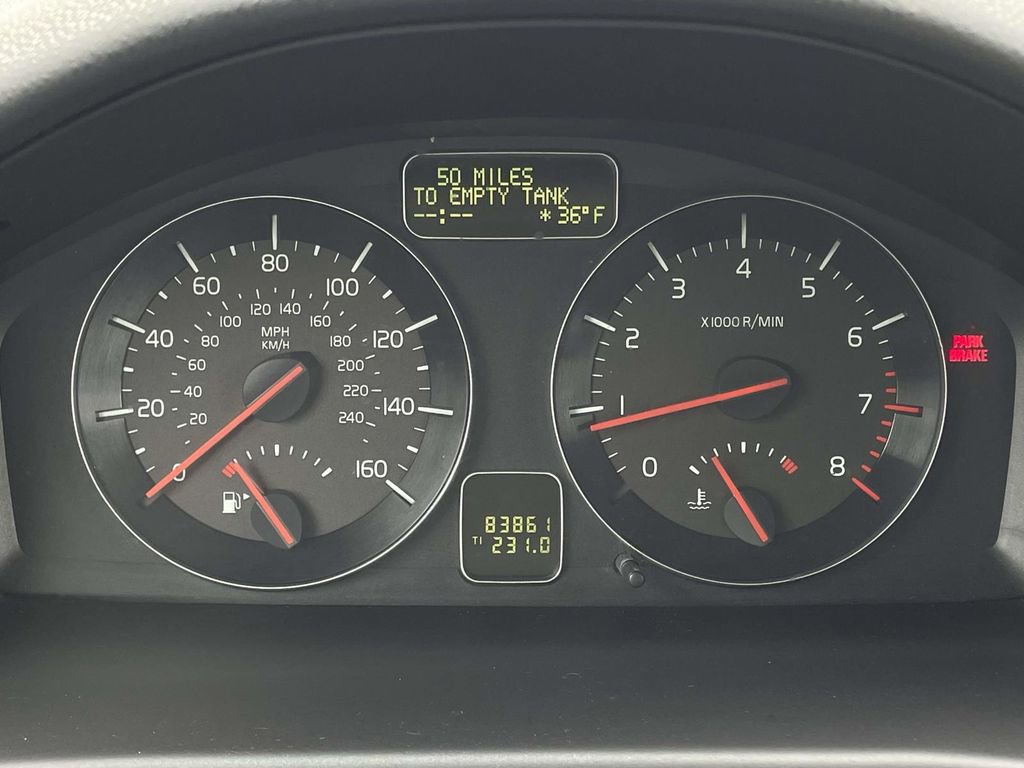 50 MILES
TO EMPTY TANK
--:-- *36°F
0 20 40 60 80 100 120 140 160
20 40 60 80 100 120 140 160 180 200 220 240
MPH
KM/H
83861
T1 231.0
0 1 2 3 4 5 6 7 8
X1000 R/MIN
PARK
BRAKE